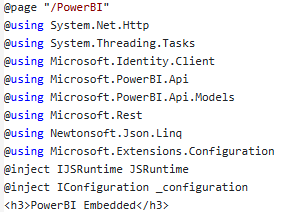 @page "/PowerBI"
@using System.Net.Http
@using System.Threading.Tasks
@using Microsoft.Identity.Client
@using Microsoft.PowerBI.Api
@using Microsoft.PowerBI.Api.Models
@using Microsoft.Rest
@using Newtonsoft.Json.Linq
@using Microsoft.Extensions.Configuration
@inject IJSRuntime JSRuntime
@inject IConfiguration _configuration
<h3>PowerBI Embedded</h3>